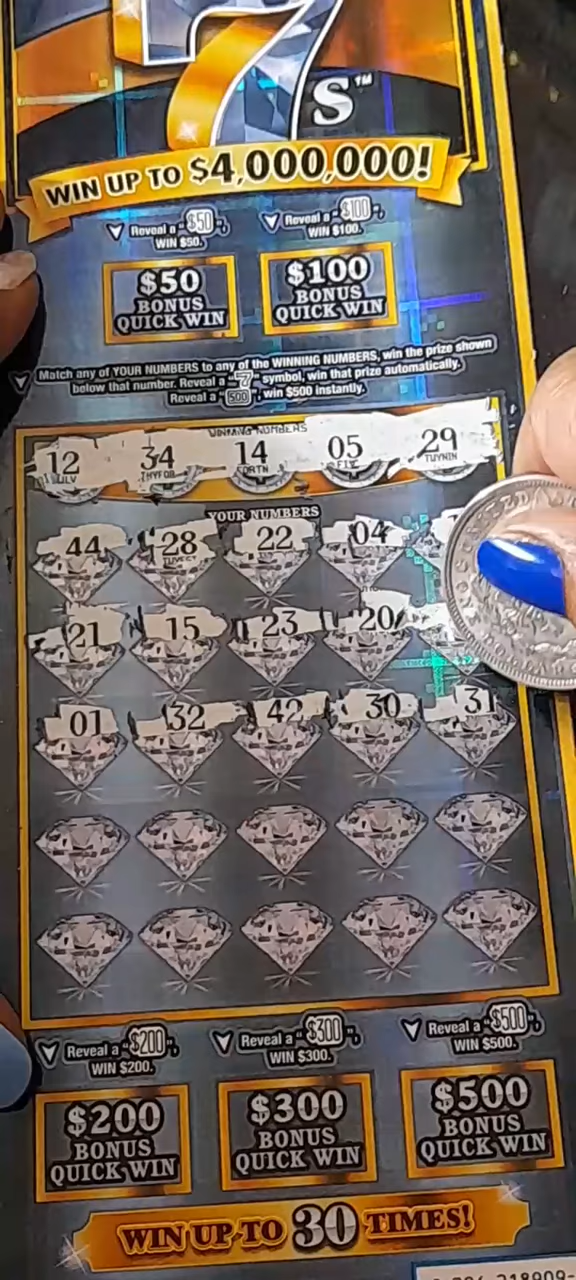 7'S™
WIN UP TO $4,000,000!
Reveal a "$50", WIN $50.
Reveal a "$100", WIN $100.
$50 BONUS QUICK WIN
$100 BONUS QUICK WIN
Match any of YOUR NUMBERS to any of the WINNING NUMBERS, win the prize shown
below that number. Reveal a "7" symbol, win that prize automatically.
Reveal a "500", win $500 instantly.
WINNING NUMBERS
12 34 14 05 29
YOUR NUMBERS
44 28 22 04
21 15 23 20
01 32 42 30 31
Reveal a "$200", WIN $200.
Reveal a "$300", WIN $300.
Reveal a "$500", WIN $500.
$200 BONUS QUICK WIN
$300 BONUS QUICK WIN
$500 BONUS QUICK WIN
WIN UP TO 30 TIMES!